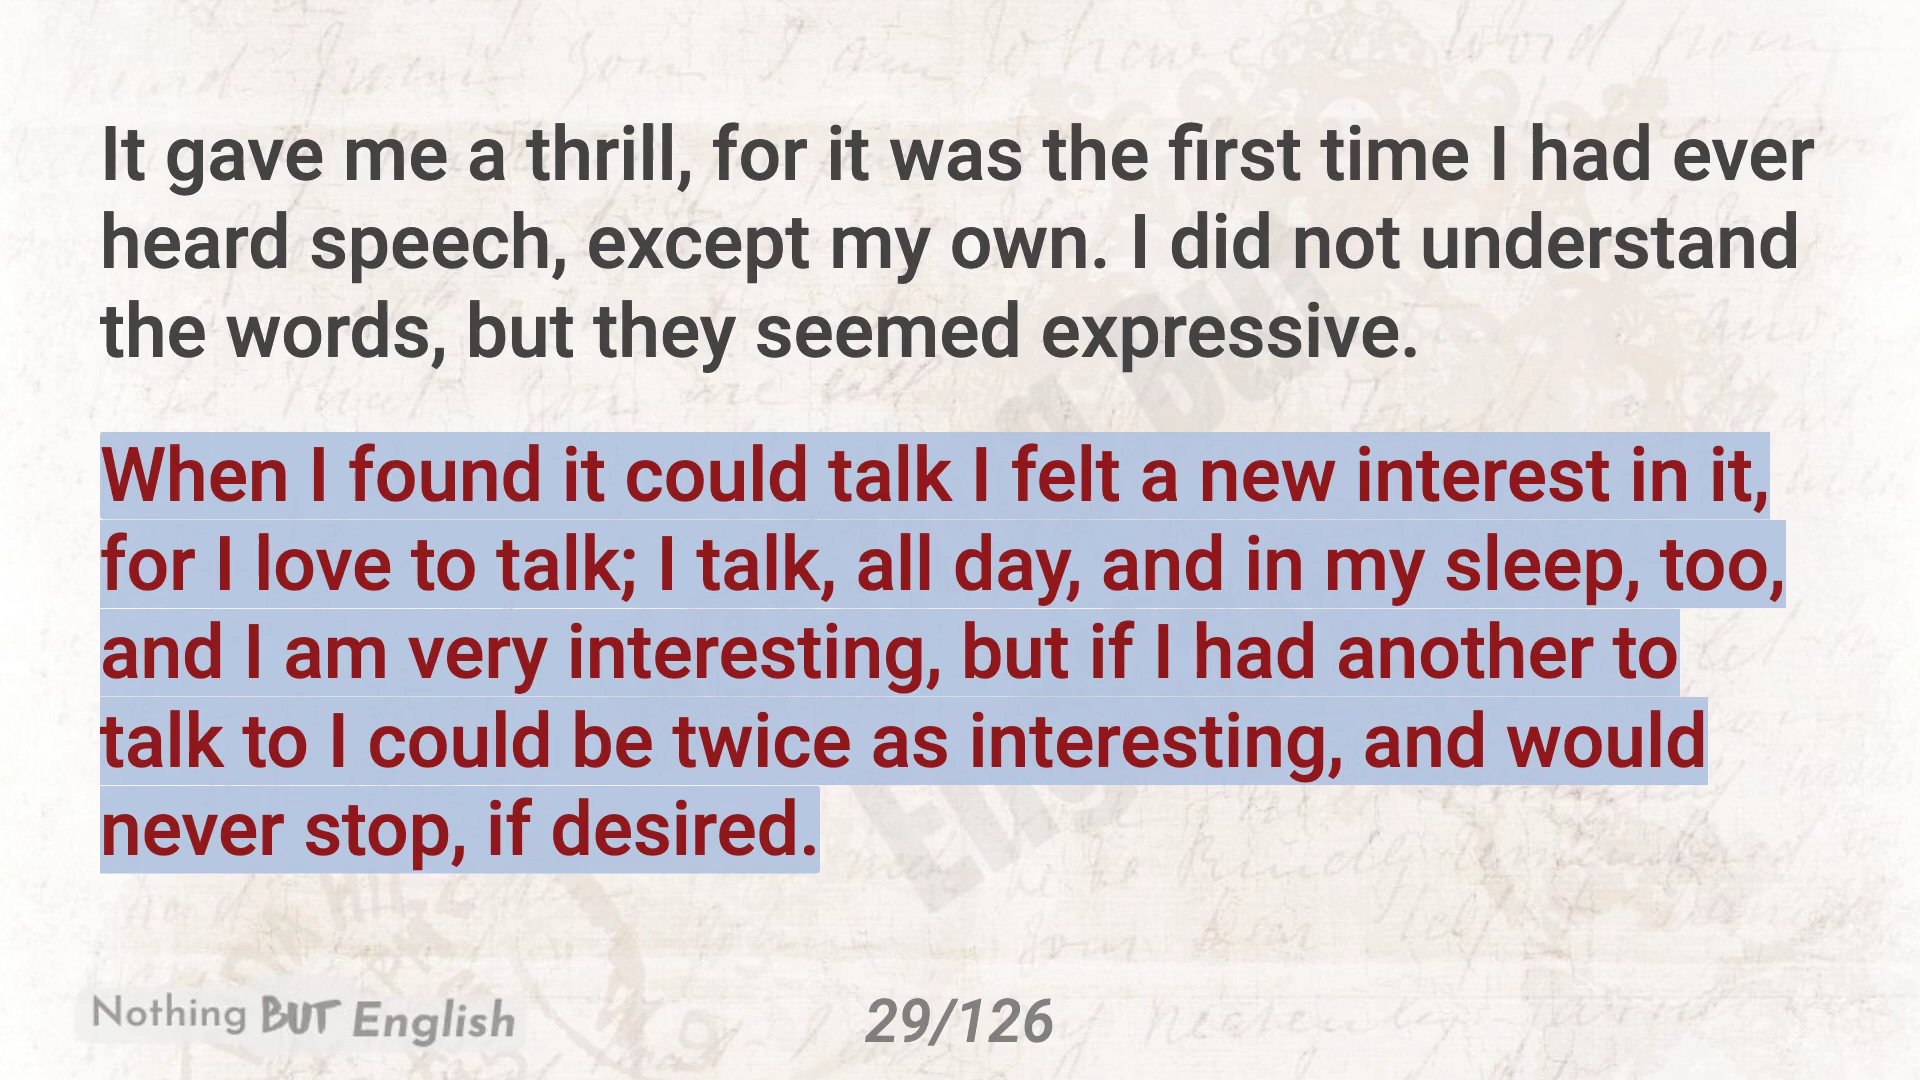 It gave me a thrill, for it was the first time I had ever
heard speech, except my own. I did not understand
the words, but they seemed expressive.
When I found it could talk I felt a new interest in it,
for I love to talk; I talk, all day, and in my sleep, too,
and I am very interesting, but if I had another to
talk to I could be twice as interesting, and would
never stop, if desired.
Nothing BUT English
29/126